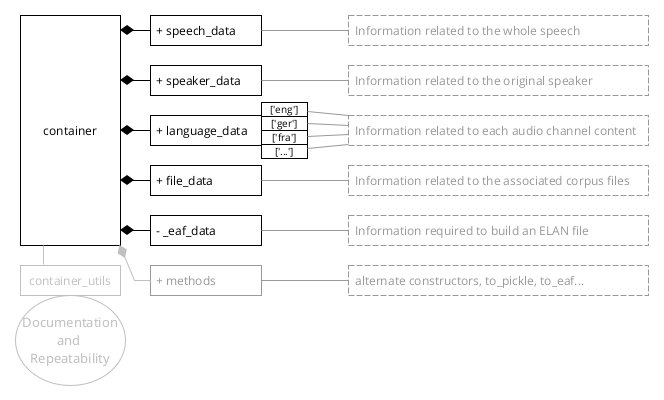 + speech_data
Information related to the whole speech
+ speaker_data
Information related to the original speaker
container
+ language_data
['eng']
['ger']
['fra']
['...']
Information related to each audio channel content
+ file_data
Information related to the associated corpus files
- _eaf_data
Information required to build an ELAN file
container_utils
+ methods
alternate constructors, to_pickle, to_eaf...
Documentation
and
Repeatability